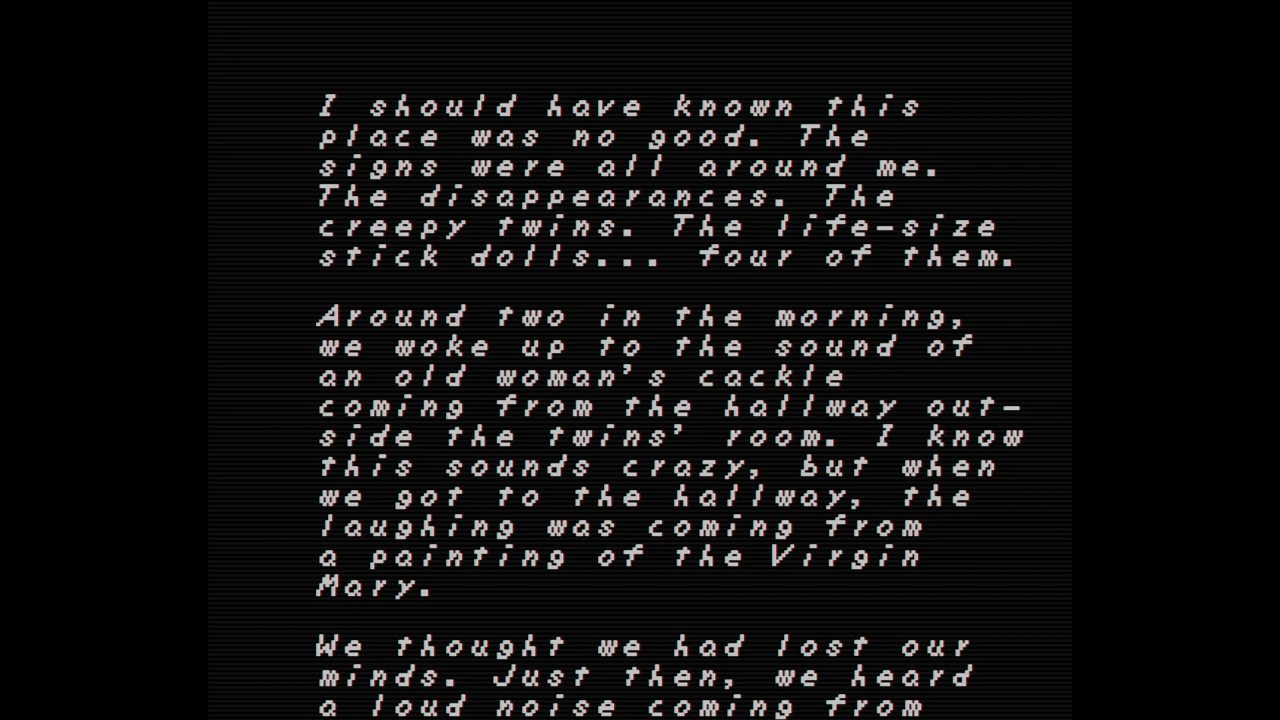 I should have known this
place was no good. The
signs were all around me.
The disappearances. The
creepy twins. The life-size
stick dolls... four of them.
Around two in the morning,
we woke up to the sound of
an old woman's cackle
coming from the hallway out-
side the twins' room. I know
this sounds crazy, but when
we got to the hallway, the
laughing was coming from
a painting of the Virgin
Mary.
We thought we had lost our
minds. Just then, we heard
a loud noise coming from